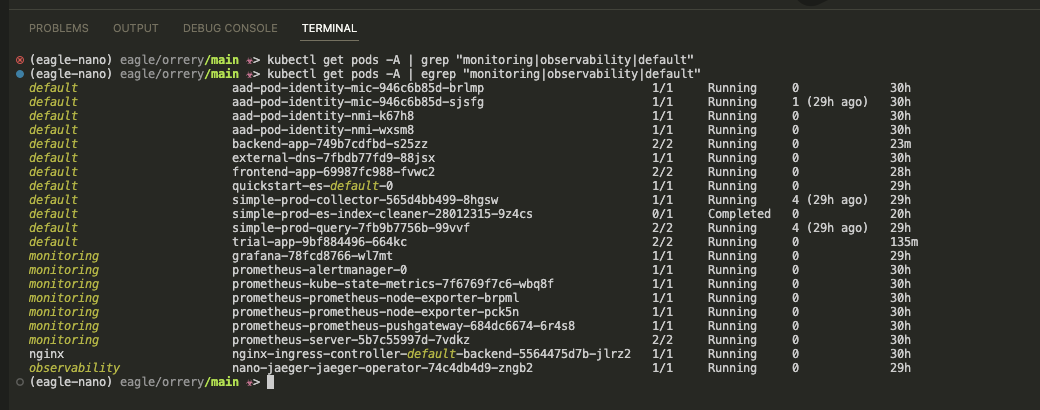 PROBLEMS OUTPUT DEBUG CONSOLE TERMINAL
(eagle-nano) eagle/orrery/main > kubectl get pods -A | grep "monitoring|observability|default"
(eagle-nano) eagle/orrery/main > kubectl get pods -A | egrep "monitoring|observability|default"
default aad-pod-identity-mic-946c6b85d-brlmp 1/1 Running 0 30h
default aad-pod-identity-mic-946c6b85d-sjsfg 1/1 Running 1 (29h ago) 30h
default aad-pod-identity-nmi-k67h8 1/1 Running 0 30h
default aad-pod-identity-nmi-wxsm8 1/1 Running 0 30h
default backend-app-749b7cdfbd-s25zz 2/2 Running 0 23m
default external-dns-7fbdb77fd9-88jsx 1/1 Running 0 30h
default frontend-app-69987fc988-fvwc2 2/2 Running 0 28h
default quickstart-es-default-0 1/1 Running 0 29h
default simple-prod-collector-565d4bb499-8hgsw 1/1 Running 4 (29h ago) 29h
default simple-prod-es-index-cleaner-28012315-9z4cs 0/1 Completed 0 20h
default simple-prod-query-7fb9b7756b-99vvf 2/2 Running 4 (29h ago) 29h
default trial-app-9bf884496-664kc 2/2 Running 0 135m
monitoring grafana-78fcd8766-wl7mt 1/1 Running 0 29h
monitoring prometheus-alertmanager-0 1/1 Running 0 30h
monitoring prometheus-kube-state-metrics-7f6769f7c6-wbq8f 1/1 Running 0 30h
monitoring prometheus-prometheus-node-exporter-brpml 1/1 Running 0 30h
monitoring prometheus-prometheus-node-exporter-pck5n 1/1 Running 0 30h
monitoring prometheus-prometheus-pushgateway-684dc6674-6r4s8 1/1 Running 0 30h
monitoring prometheus-server-5b7c55997d-7vdkz 2/2 Running 0 30h
nginx nginx-ingress-controller-default-backend-5564475d7b-jlrz2 1/1 Running 0 30h
observability nano-jaeger-jaeger-operator-74c4db4d9-zngb2 2/2 Running 0 29h
(eagle-nano) eagle/orrery/main >